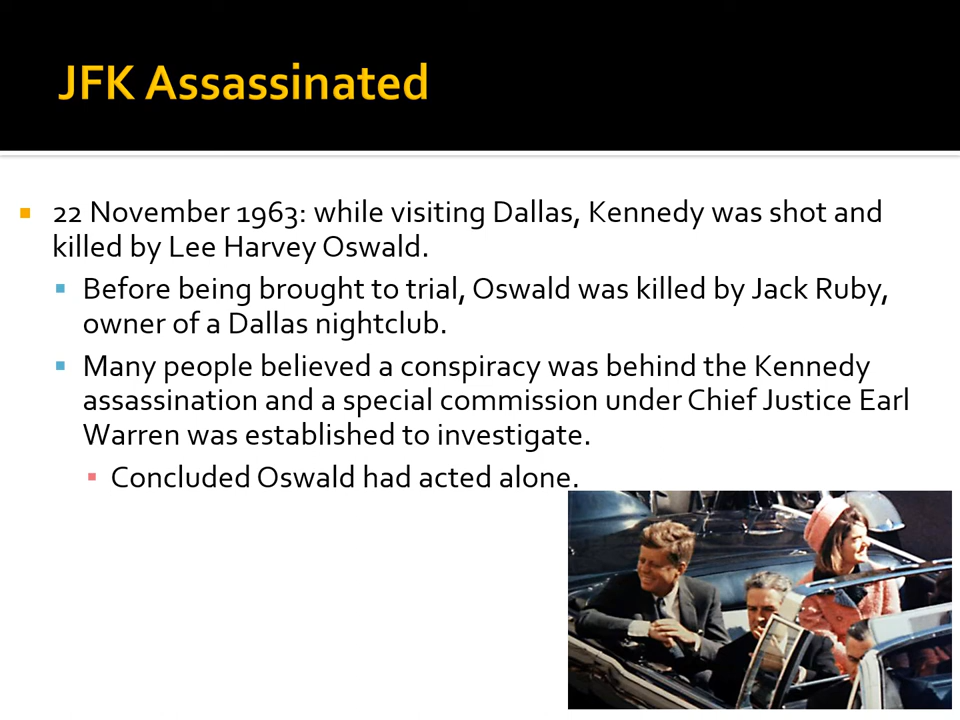 JFK Assassinated
22 November 1963: while visiting Dallas, Kennedy was shot and
killed by Lee Harvey Oswald.
Before being brought to trial, Oswald was killed by Jack Ruby,
owner of a Dallas nightclub.
Many people believed a conspiracy was behind the Kennedy
assassination and a special commission under Chief Justice Earl
Warren was established to investigate.
Concluded Oswald had acted alone.